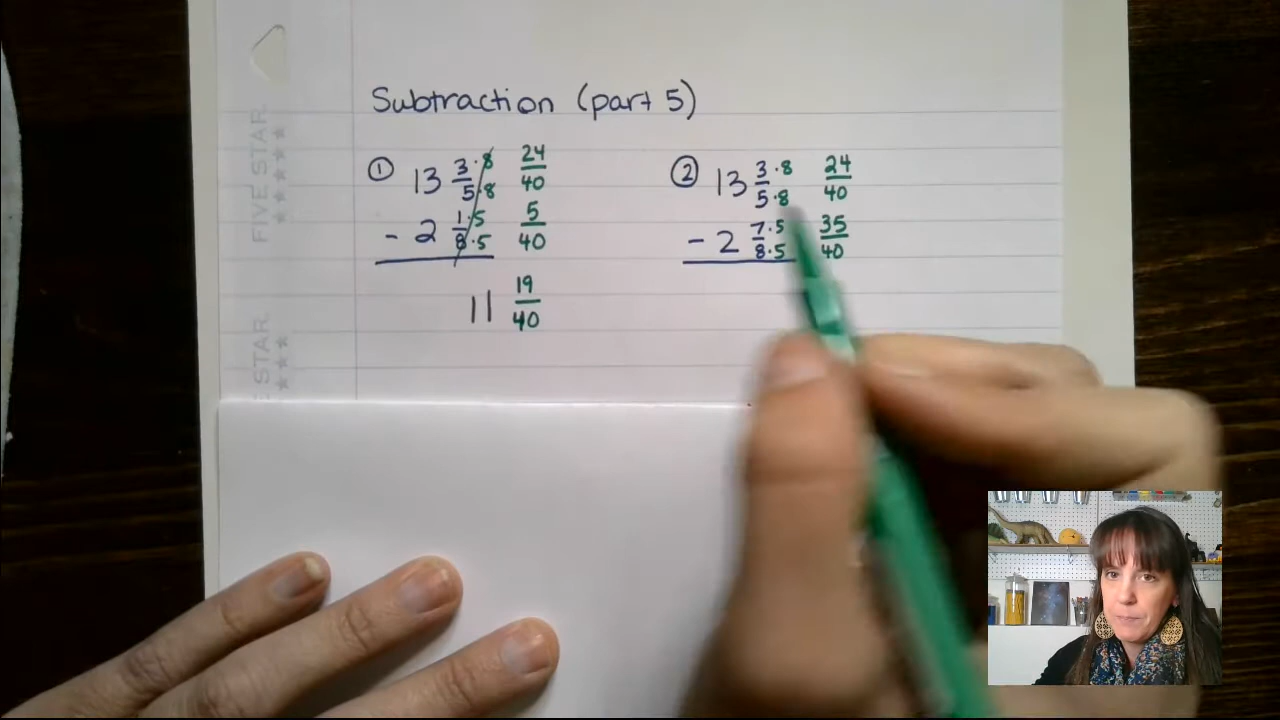 Subtraction (part 5)
① 13 3/5 ·8/·8 24/40
- 2 1/8 ·5/·5 5/40
11 19/40
② 13 3/5 ·8/·8 24/40
- 2 7/8 ·5/·5 35/40
FIVE STAR
FIVE STAR